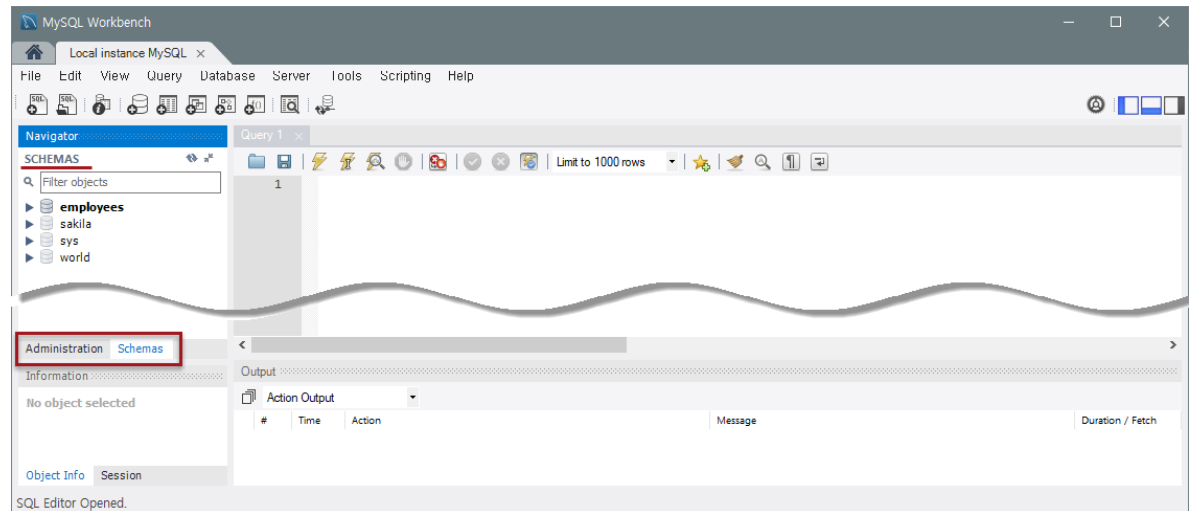 MySQL Workbench
Local instance MySQL
File Edit View Query Database Server Tools Scripting Help
Navigator
Query 1
SCHEMAS
Limit to 1000 rows
Filter objects
1
employees
sakila
sys
world
Administration Schemas
Information
Output
No object selected
Action Output
# Time Action Message Duration / Fetch
Object Info Session
SQL Editor Opened.